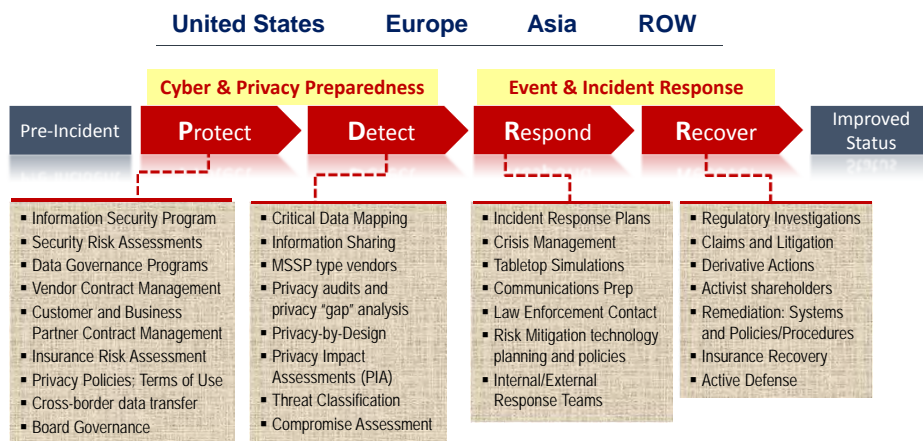 United States Europe Asia ROW
Cyber & Privacy Preparedness
Event & Incident Response
Pre-Incident
Protect
Detect
Respond
Recover
Improved
Status
▪ Information Security Program
▪ Security Risk Assessments
▪ Data Governance Programs
▪ Vendor Contract Management
▪ Customer and Business
Partner Contract Management
▪ Insurance Risk Assessment
▪ Privacy Policies; Terms of Use
▪ Cross-border data transfer
▪ Board Governance
▪ Critical Data Mapping
▪ Information Sharing
▪ MSSP type vendors
▪ Privacy audits and
privacy “gap” analysis
▪ Privacy-by-Design
▪ Privacy Impact
Assessments (PIA)
▪ Threat Classification
▪ Compromise Assessment
▪ Incident Response Plans
▪ Crisis Management
▪ Tabletop Simulations
▪ Communications Prep
▪ Law Enforcement Contact
▪ Risk Mitigation technology
planning and policies
▪ Internal/External
Response Teams
▪ Regulatory Investigations
▪ Claims and Litigation
▪ Derivative Actions
▪ Activist shareholders
▪ Remediation: Systems
and Policies/Procedures
▪ Insurance Recovery
▪ Active Defense